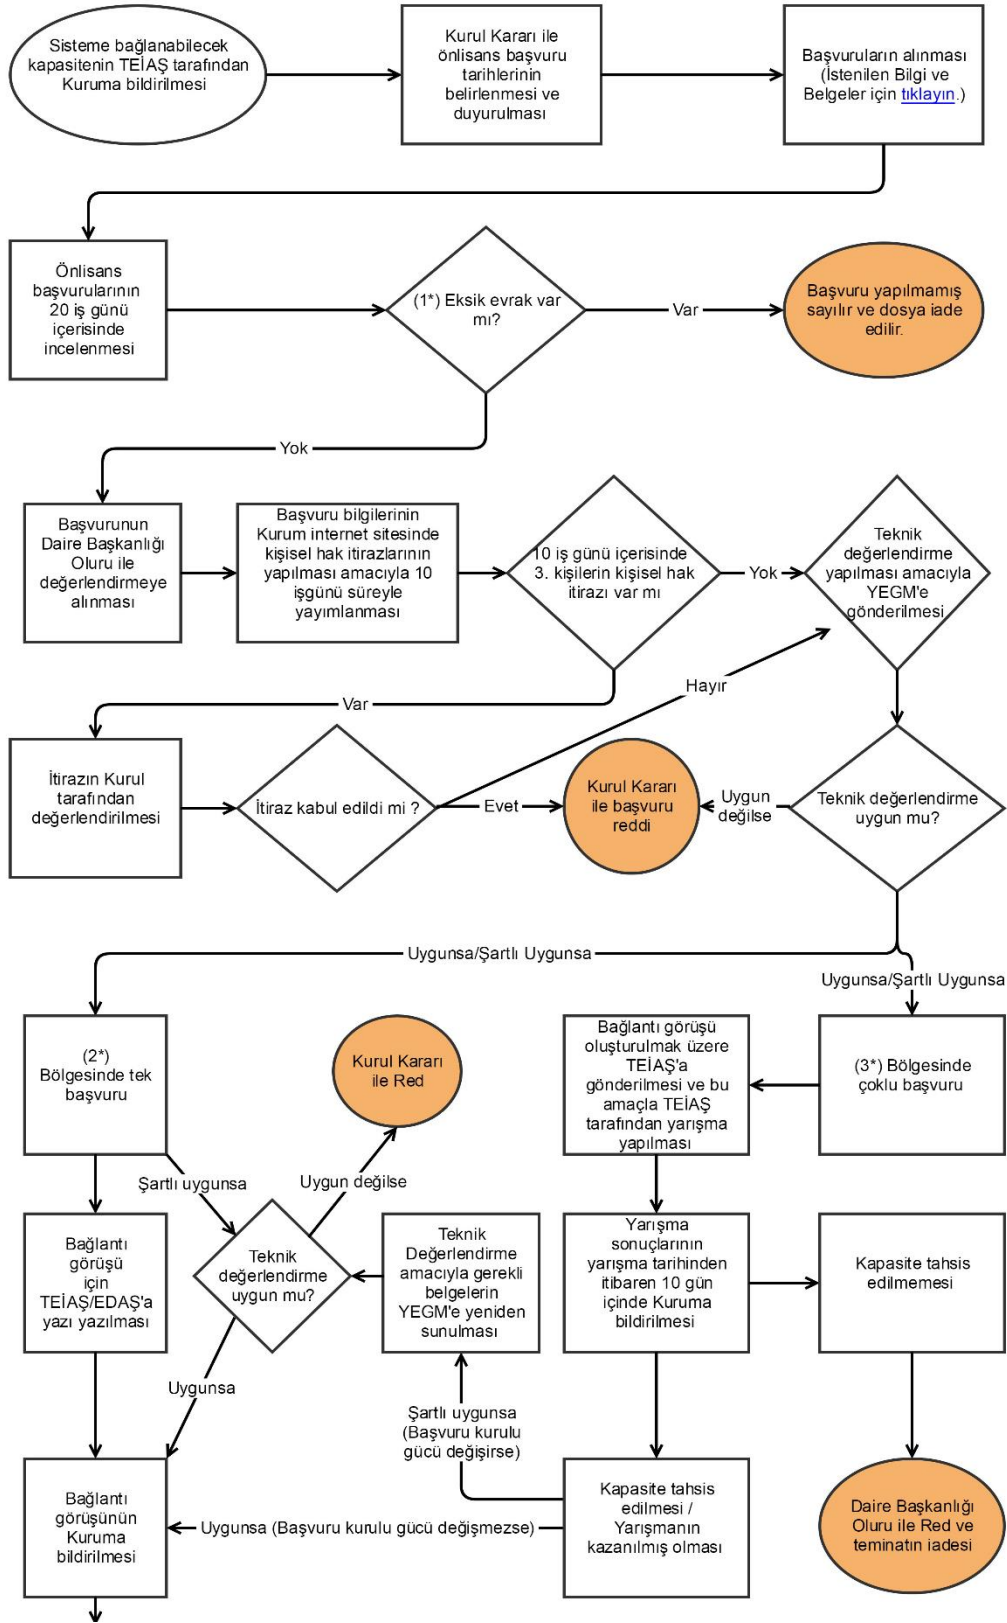 Sisteme bağlanabilecek
kapasitenin TEİAŞ tarafından
Kuruma bildirilmesi
Kurul Kararı ile
önlisans başvuru
tarihlerinin
belirlenmesi ve
duyurulması
Başvuruların alınması
(İstenilen Bilgi ve
Belgeler için tıklayın.)
Önlisans
başvurularının
20 iş günü
içerisinde
incelenmesi
(1*) Eksik evrak var
mı?
Var
Başvuru yapılmamış
sayılır ve dosya iade
edilir.
Yok
Başvurunun
Daire Başkanlığı
Oluru ile
değerlendirmeye
alınması
Başvuru bilgilerinin
Kurum internet sitesinde
kişisel hak itirazlarının
yapılması amacıyla 10
işgünü süreyle
yayımlanması
10 iş günü içerisinde
3. kişilerin kişisel hak
itirazı var mı
Yok
Teknik
değerlendirme
yapılması amacıyla
YEGM'e
gönderilmesi
Var
Hayır
İtirazın Kurul
tarafından
değerlendirilmesi
İtiraz kabul edildi mi ?
Evet
Kurul Kararı
ile başvuru
reddi
Uygun
değilse
Teknik değerlendirme
uygun mu?
Uygunsa/Şartlı Uygunsa
Uygunsa/Şartlı Uygunsa
(2*)
Bölgesinde tek
başvuru
Kurul Kararı
ile Red
Bağlantı görüşü
oluşturulmak üzere
TEİAŞ'a
gönderilmesi ve bu
amaçla TEİAŞ
tarafından yarışma
yapılması
(3*) Bölgesinde
çoklu başvuru
Şartlı uygunsa
Uygun değilse
Bağlantı
görüşü
için
TEİAŞ/EDAŞ'a
yazı yazılması
Teknik
değerlendirme
uygun mu?
Teknik
Değerlendirme
amacıyla gerekli
belgelerin
YEGM'e yeniden
sunulması
Yarışma
sonuçlarının
yarışma tarihinden
itibaren 10 gün
içinde Kuruma
bildirilmesi
Kapasite tahsis
edilmemesi
Uygunsa
Şartlı uygunsa
(Başvuru kurulu
gücü değişirse)
Bağlantı
görüşünün
Kuruma
bildirilmesi
Uygunsa (Başvuru kurulu gücü değişmezse)
Kapasite tahsis
edilmesi /
Yarışmanın
kazanılmış olması
Daire Başkanlığı
Oluru ile Red ve
teminatın iadesi